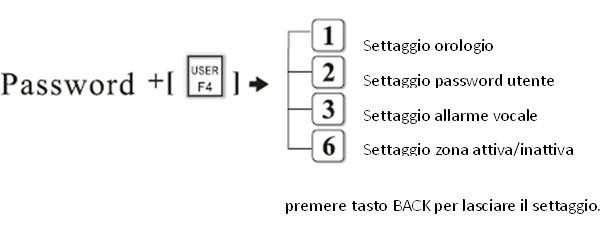 1 Settaggio orologio
Password +[ USER F4 ] → 2 Settaggio password utente
3 Settaggio allarme vocale
6 Settaggio zona attiva/inattiva
premere tasto BACK per lasciare il settaggio.